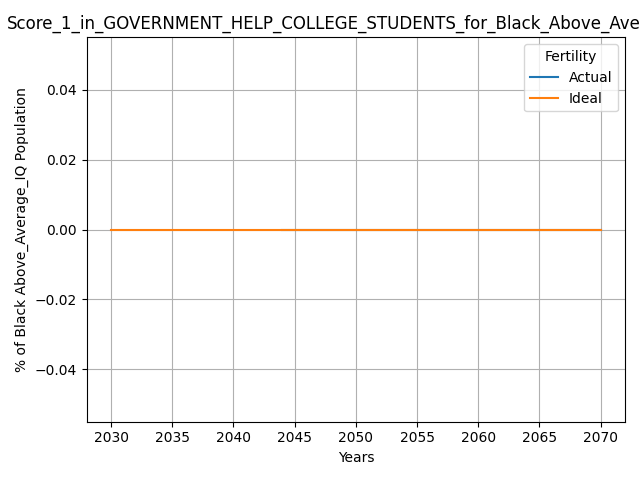 Score_1_in_GOVERNMENT_HELP_COLLEGE_STUDENTS_for_Black_Above_Ave
Fertility
Actual
Ideal
% of Black Above_Average_IQ Population
0.04
0.02
0.00
−0.02
−0.04
2030 2035 2040 2045 2050 2055 2060 2065 2070
Years